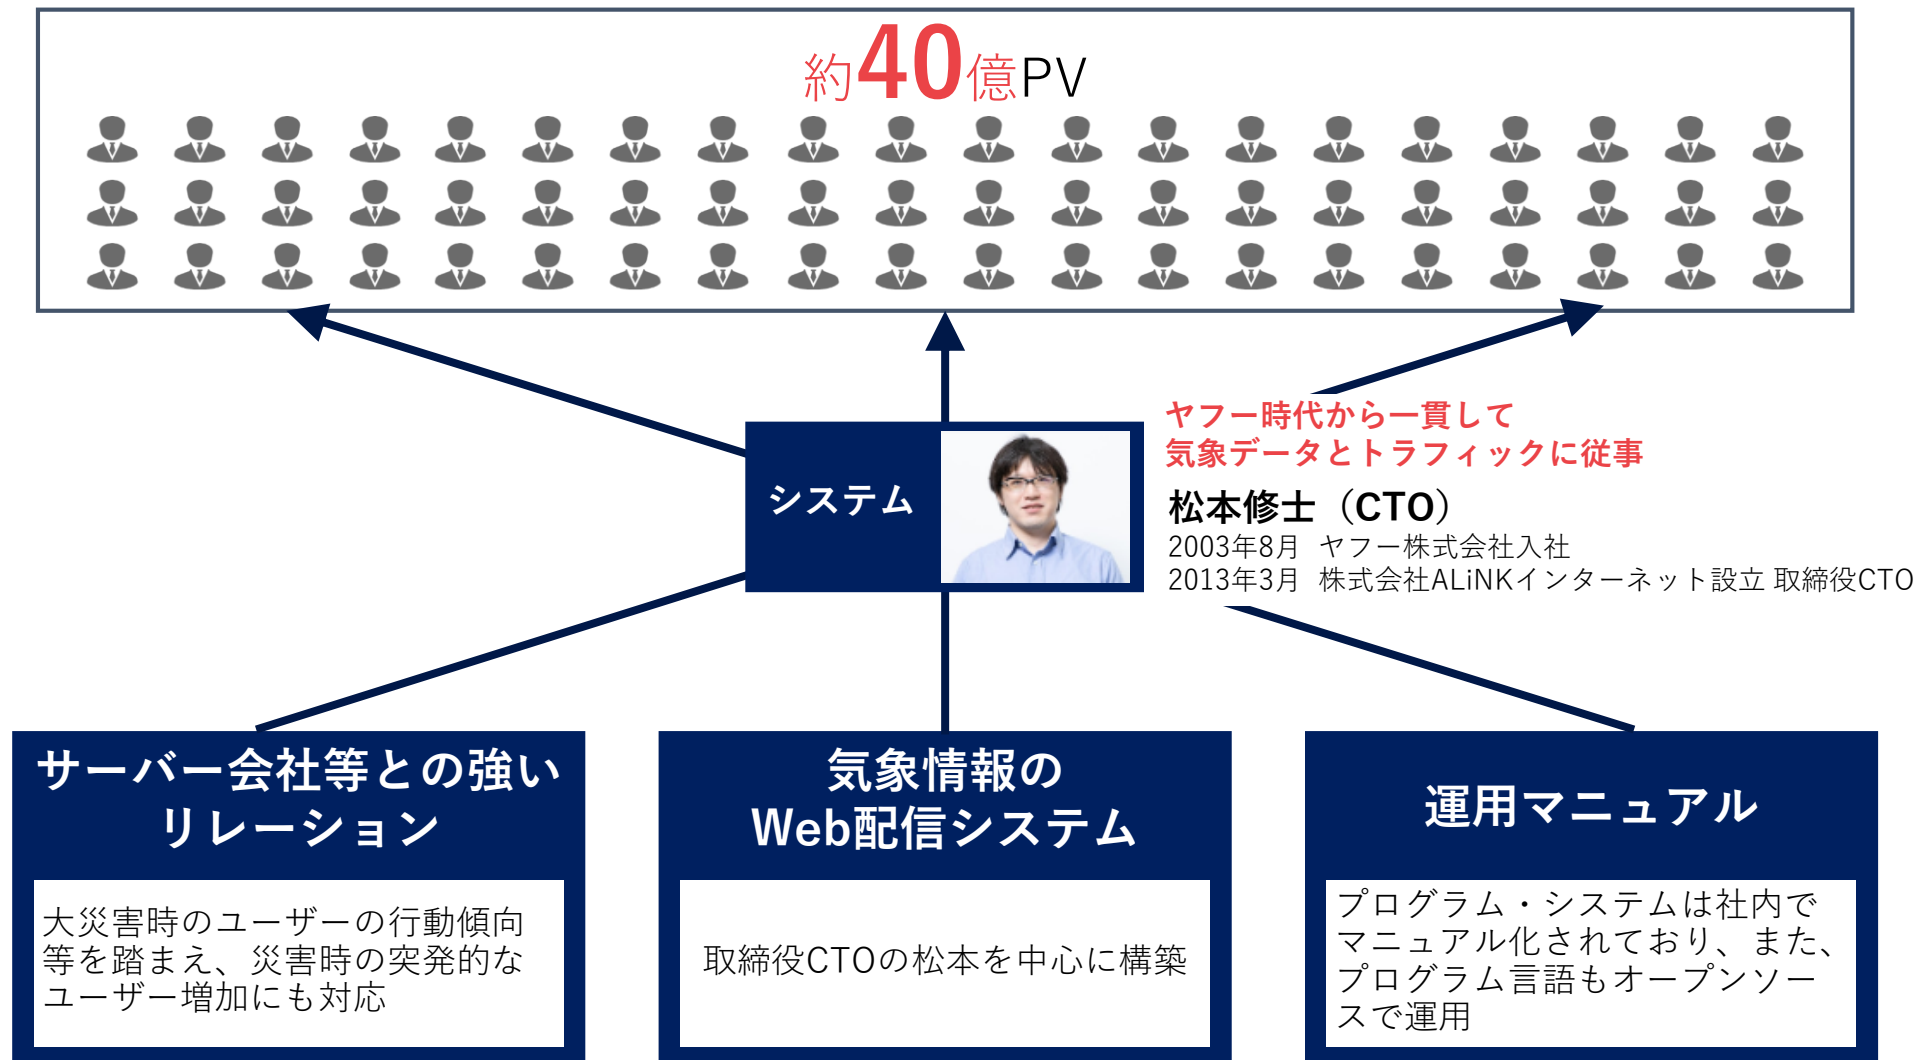 約40億PV
システム
ヤフー時代から一貫して
気象データとトラフィックに従事
松本修士（CTO）
2003年8月 ヤフー株式会社入社
2013年3月 株式会社ALiNKインターネット設立 取締役CTO
サーバー会社等との強い
リレーション
大災害時のユーザーの行動傾向
等を踏まえ、災害時の突発的な
ユーザー増加にも対応
気象情報の
Web配信システム
取締役CTOの松本を中心に構築
運用マニュアル
プログラム・システムは社内で
マニュアル化されており、また、
プログラム言語もオープンソー
スで運用